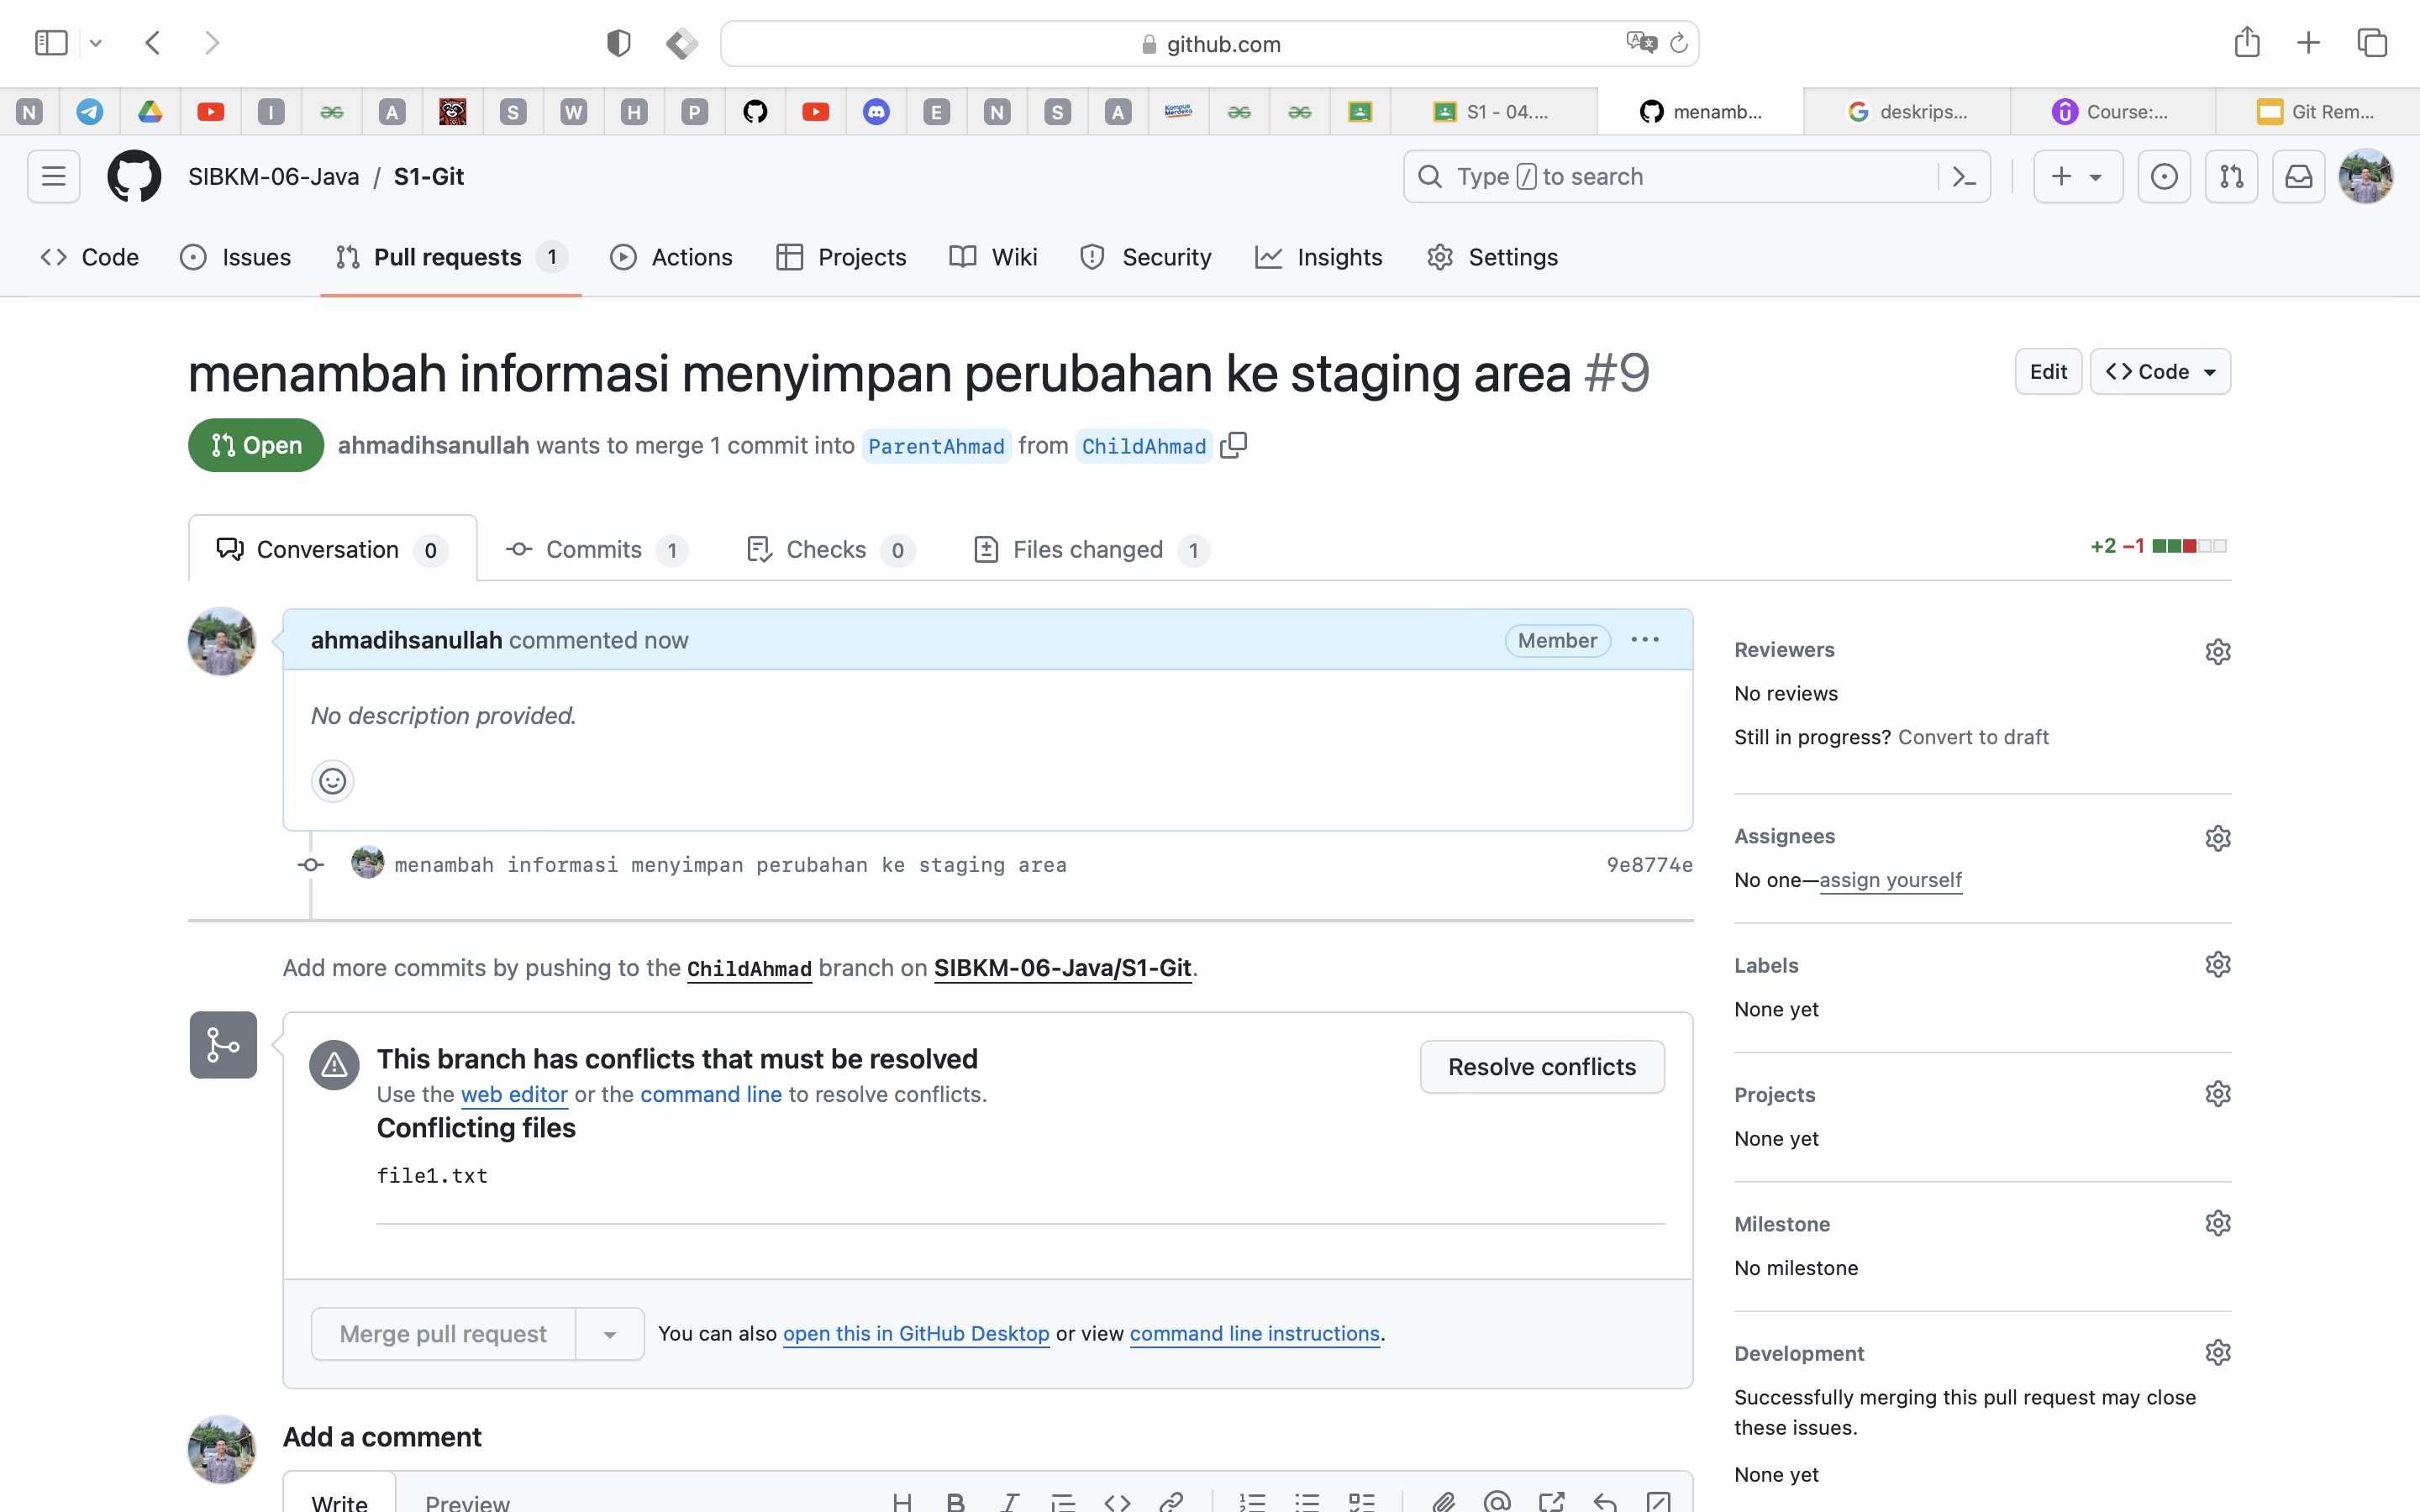 github.com
N I A S W H P E N S A S1 - 04.... menamb... deskrips... Course:... Git Rem...
SIBKM-06-Java / S1-Git Type / to search
Code Issues Pull requests 1 Actions Projects Wiki Security Insights Settings
menambah informasi menyimpan perubahan ke staging area #9
Edit Code
Open ahmadihsanullah wants to merge 1 commit into ParentAhmad from ChildAhmad
Conversation 0 Commits 1 Checks 0 Files changed 1 +2 −1
ahmadihsanullah commented now Member
No description provided.
menambah informasi menyimpan perubahan ke staging area 9e8774e
Add more commits by pushing to the ChildAhmad branch on SIBKM-06-Java/S1-Git.
This branch has conflicts that must be resolved
Use the web editor or the command line to resolve conflicts.
Resolve conflicts
Conflicting files
file1.txt
Merge pull request You can also open this in GitHub Desktop or view command line instructions.
Add a comment
Write Preview H B I
Reviewers
No reviews
Still in progress? Convert to draft
Assignees
No one—assign yourself
Labels
None yet
Projects
None yet
Milestone
No milestone
Development
Successfully merging this pull request may close
these issues.
None yet